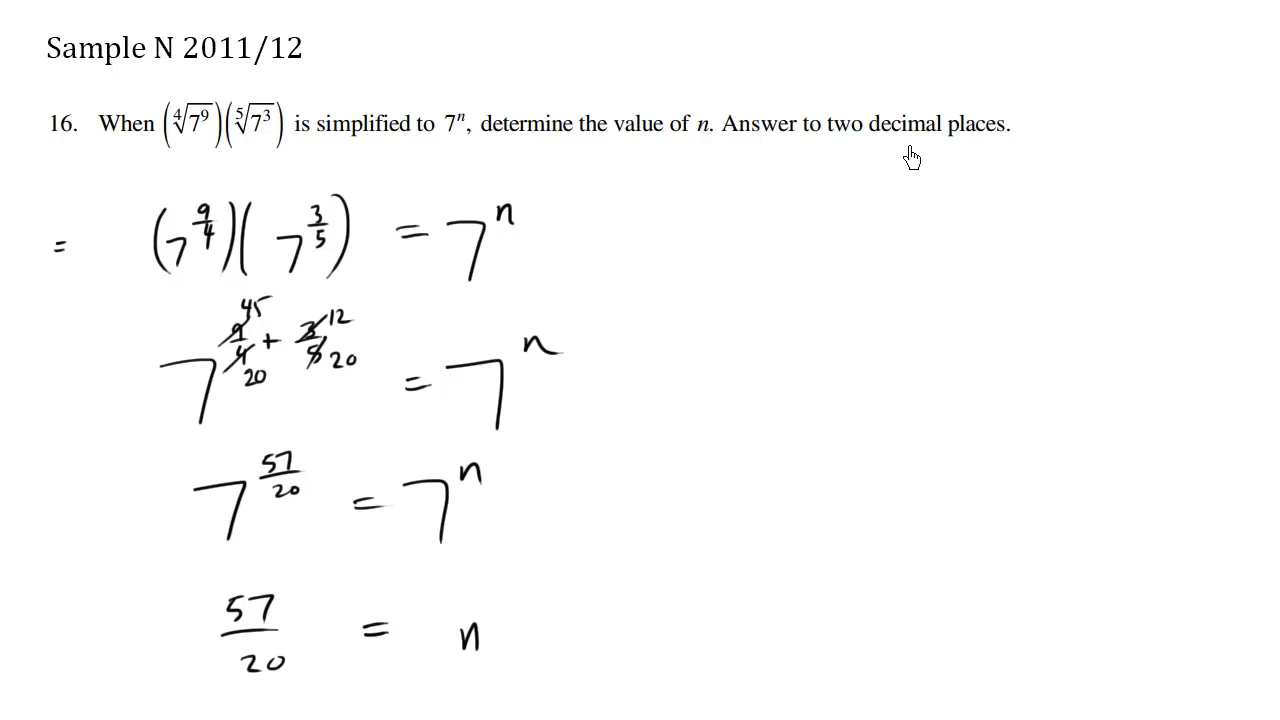 Sample N 2011/12
16. When (∜7⁹)(⁵√7³) is simplified to 7ⁿ, determine the value of n. Answer to two decimal places.
= (7^(9/4))(7^(3/5)) = 7ⁿ
45 12
7^(9/4 + 3/5) = 7ⁿ
20 20
7^(57/20) = 7ⁿ
57/20 = n